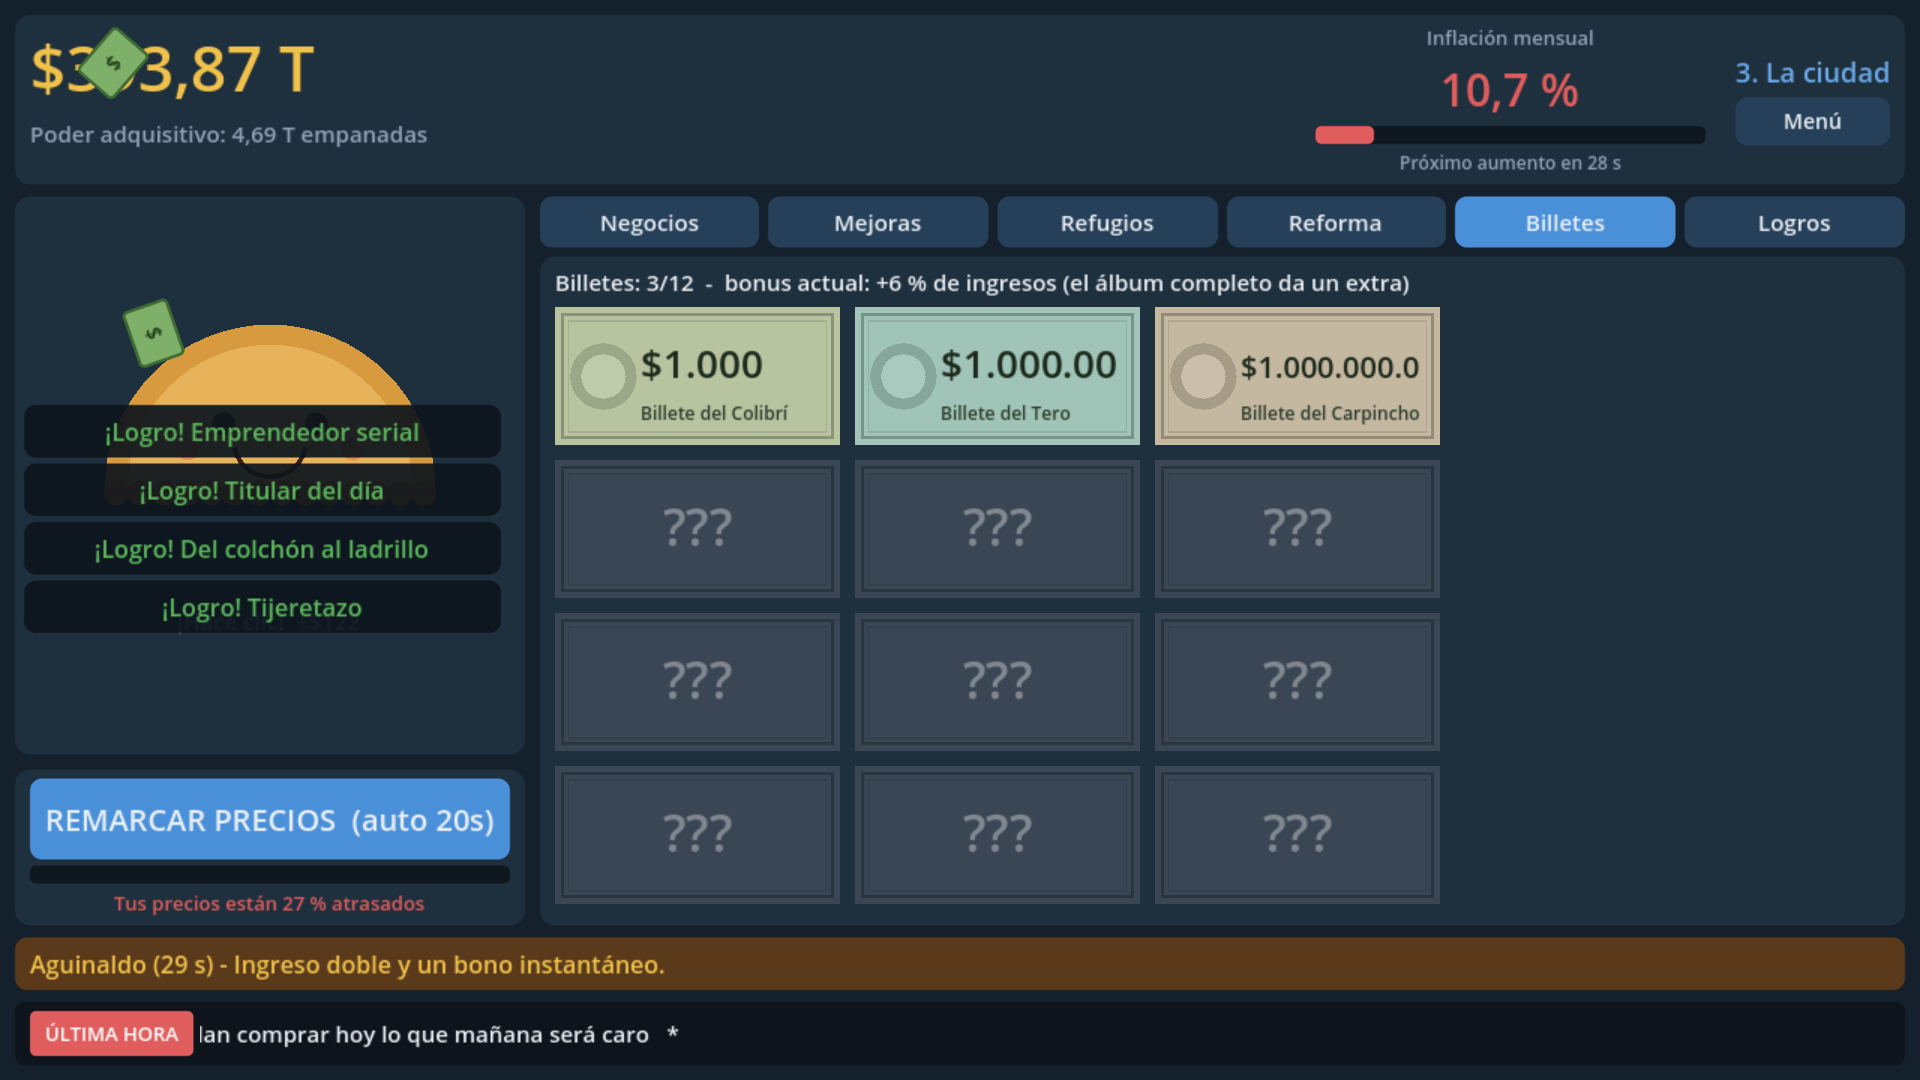 Poder adquisitivo: 4,69 T empanadas
Inflación mensual
10,7 %
Próximo aumento en 28 s
3. La ciudad
Menú
Negocios
Mejoras
Refugios
Reforma
Billetes
Logros
Billetes: 3/12 - bonus actual: +6 % de ingresos (el álbum completo da un extra)
$1.000
Billete del Colibrí
$1.000.00
Billete del Tero
$1.000.000.0
Billete del Carpincho
???
???
???
???
???
???
???
???
???
$
$
¡Logro! Emprendedor serial
¡Logro! Titular del día
¡Logro! Del colchón al ladrillo
¡Logro! Tijeretazo
REMARCAR PRECIOS (auto 20s)
Tus precios están 27 % atrasados
Aguinaldo (29 s) - Ingreso doble y un bono instantáneo.
ÚLTIMA HORA
comprar hoy lo que mañana será caro *